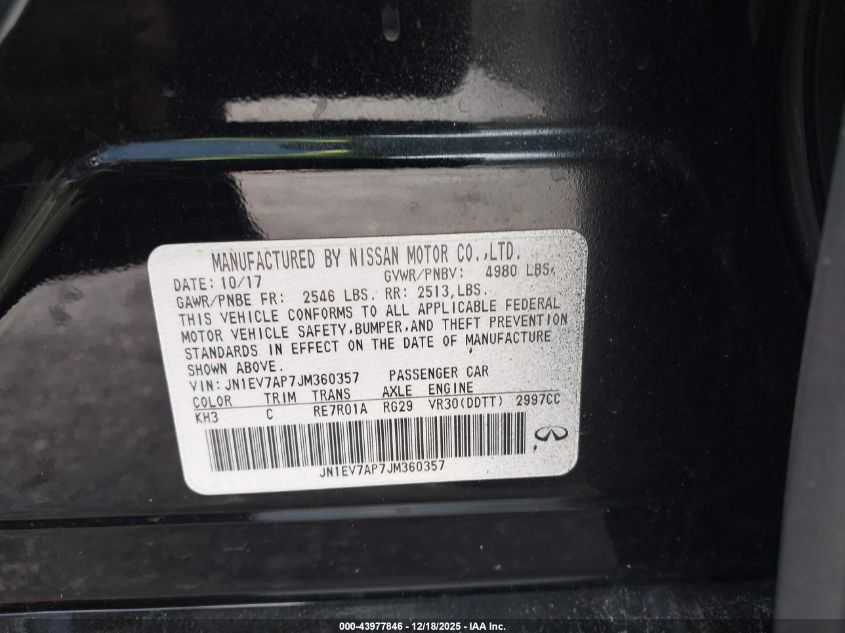 MANUFACTURED BY NISSAN MOTOR CO.,LTD.
DATE: 10/17 GVWR/PNBV: 4980 LBS.
GAWR/PNBE FR: 2546 LBS. RR: 2513,LBS.
THIS VEHICLE CONFORMS TO ALL APPLICABLE FEDERAL
MOTOR VEHICLE SAFETY,BUMPER,AND THEFT PREVENTION
STANDARDS IN EFFECT ON THE DATE OF MANUFACTURE
SHOWN ABOVE.
VIN: JN1EV7AP7JM360357 PASSENGER CAR
COLOR TRIM TRANS AXLE ENGINE
KH3 C RE7R01A RG29 VR30(DDTT) 2997CC
JN1EV7AP7JM360357
000-43977846 - 12/18/2025 - IAA Inc.